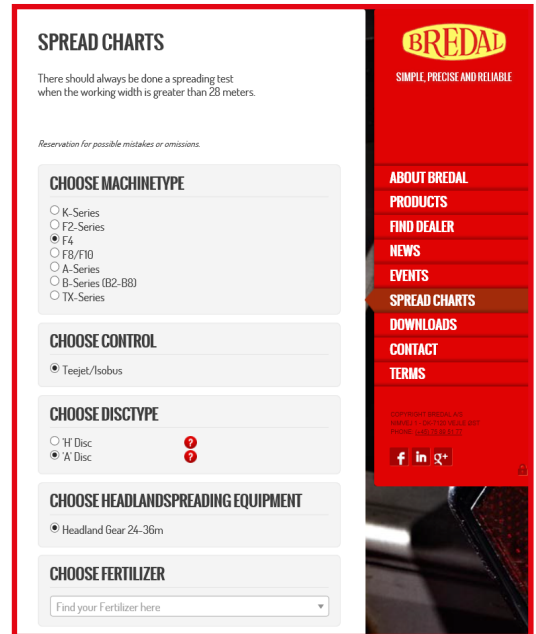 SPREAD CHARTS
There should always be done a spreading test
when the working width is greater than 28 meters.
Reservation for possible mistakes or omissions.
CHOOSE MACHINETYPE
K-Series
F2-Series
F4
F8/F10
A-Series
B-Series (B2-B8)
TX-Series
CHOOSE CONTROL
Teejet/Isobus
CHOOSE DISCTYPE
'H' Disc ?
'A' Disc ?
CHOOSE HEADLANDSPREADING EQUIPMENT
Headland Gear 24-36m
CHOOSE FERTILIZER
Find your Fertilizer here
BREDAL
SIMPLE, PRECISE AND RELIABLE
ABOUT BREDAL
PRODUCTS
FIND DEALER
NEWS
EVENTS
SPREAD CHARTS
DOWNLOADS
CONTACT
TERMS
COPYRIGHT BREDAL A/S
f in g+